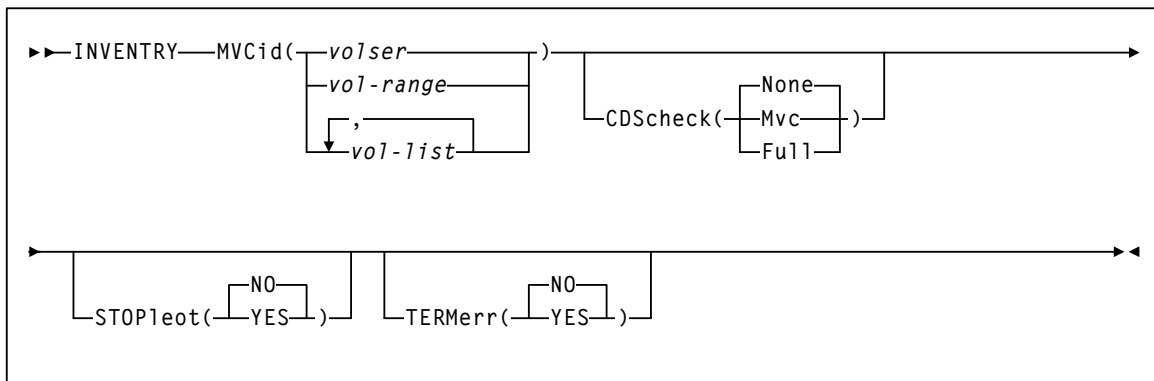 INVENTRY MVCid( volser )
vol-range
,
vol-list
None
CDScheck( Mvc )
Full
NO
STOPleot( YES )
NO
TERMerr( YES )